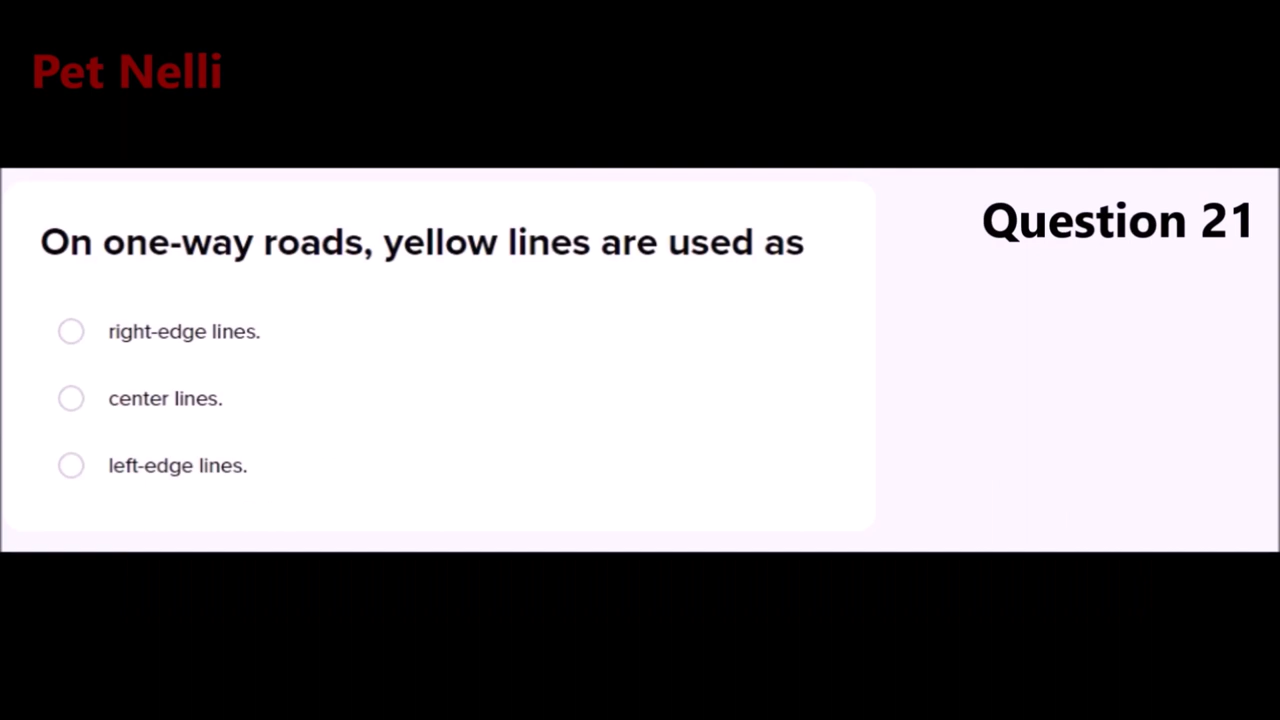 Pet Nelli
Question 21
On one-way roads, yellow lines are used as
right-edge lines.
center lines.
left-edge lines.